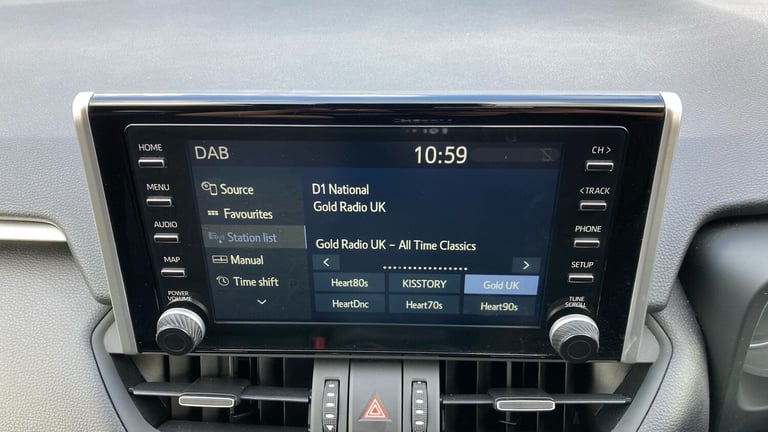 HOME
MENU
AUDIO
MAP
POWER
VOLUME
DAB
10:59
Source
Favourites
Station list
Manual
Time shift
D1 National
Gold Radio UK
Gold Radio UK - All Time Classics
< >
Heart80s KISSTORY Gold UK
HeartDnc Heart70s Heart90s
CH >
< TRACK
PHONE
SETUP
TUNE
SCROLL